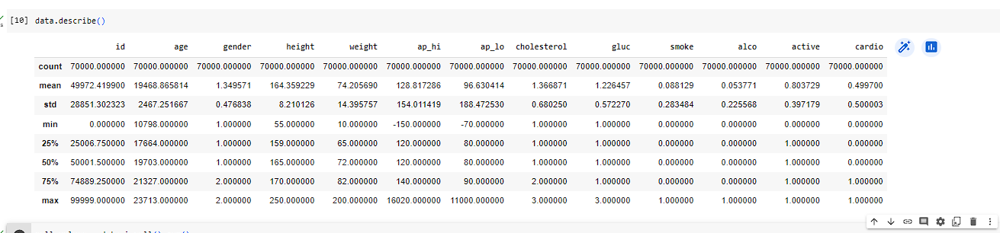 [10] data.describe()
id age gender height weight ap_hi ap_lo cholesterol gluc smoke alco active cardio
count 70000.000000 70000.000000 70000.000000 70000.000000 70000.000000 70000.000000 70000.000000 70000.000000 70000.000000 70000.000000 70000.000000 70000.000000 70000.000000
mean 49972.419900 19468.865814 1.349571 164.359229 74.205690 128.817286 96.630414 1.366871 1.226457 0.088129 0.053771 0.803729 0.499700
std 28851.302323 2467.251667 0.476838 8.210126 14.395757 154.011419 188.472530 0.680250 0.572270 0.283484 0.225568 0.397179 0.500003
min 0.000000 10798.000000 1.000000 55.000000 10.000000 -150.000000 -70.000000 1.000000 1.000000 0.000000 0.000000 0.000000 0.000000
25% 25006.750000 17664.000000 1.000000 159.000000 65.000000 120.000000 80.000000 1.000000 1.000000 0.000000 0.000000 1.000000 0.000000
50% 50001.500000 19703.000000 1.000000 165.000000 72.000000 120.000000 80.000000 1.000000 1.000000 0.000000 0.000000 1.000000 0.000000
75% 74889.250000 21327.000000 2.000000 170.000000 82.000000 140.000000 90.000000 2.000000 1.000000 0.000000 0.000000 1.000000 1.000000
max 99999.000000 23713.000000 2.000000 250.000000 200.000000 16020.000000 11000.000000 3.000000 3.000000 1.000000 1.000000 1.000000 1.000000